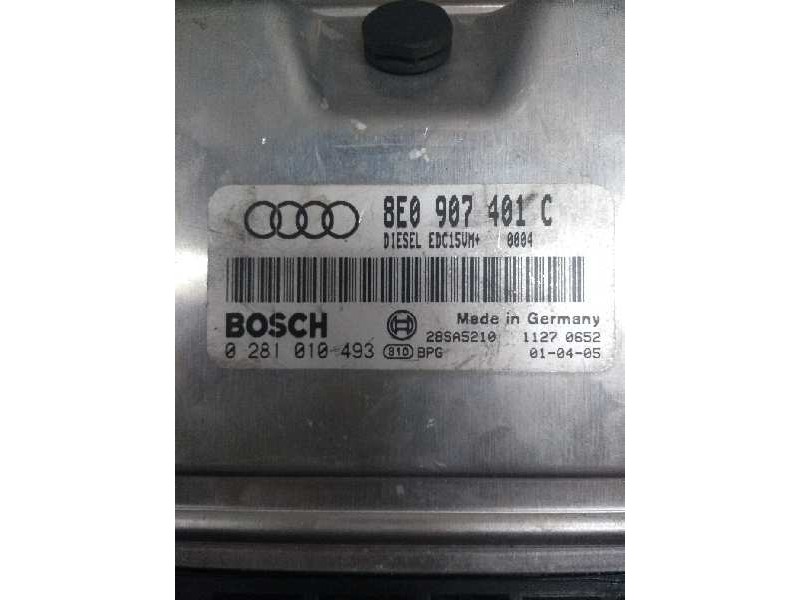 8E0 907 401 C
DIESEL EDC15VM+ 0004
BOSCH
Made in Germany
28SA5210 1127 0652
0 281 010-493 910 BPG 01-04-05